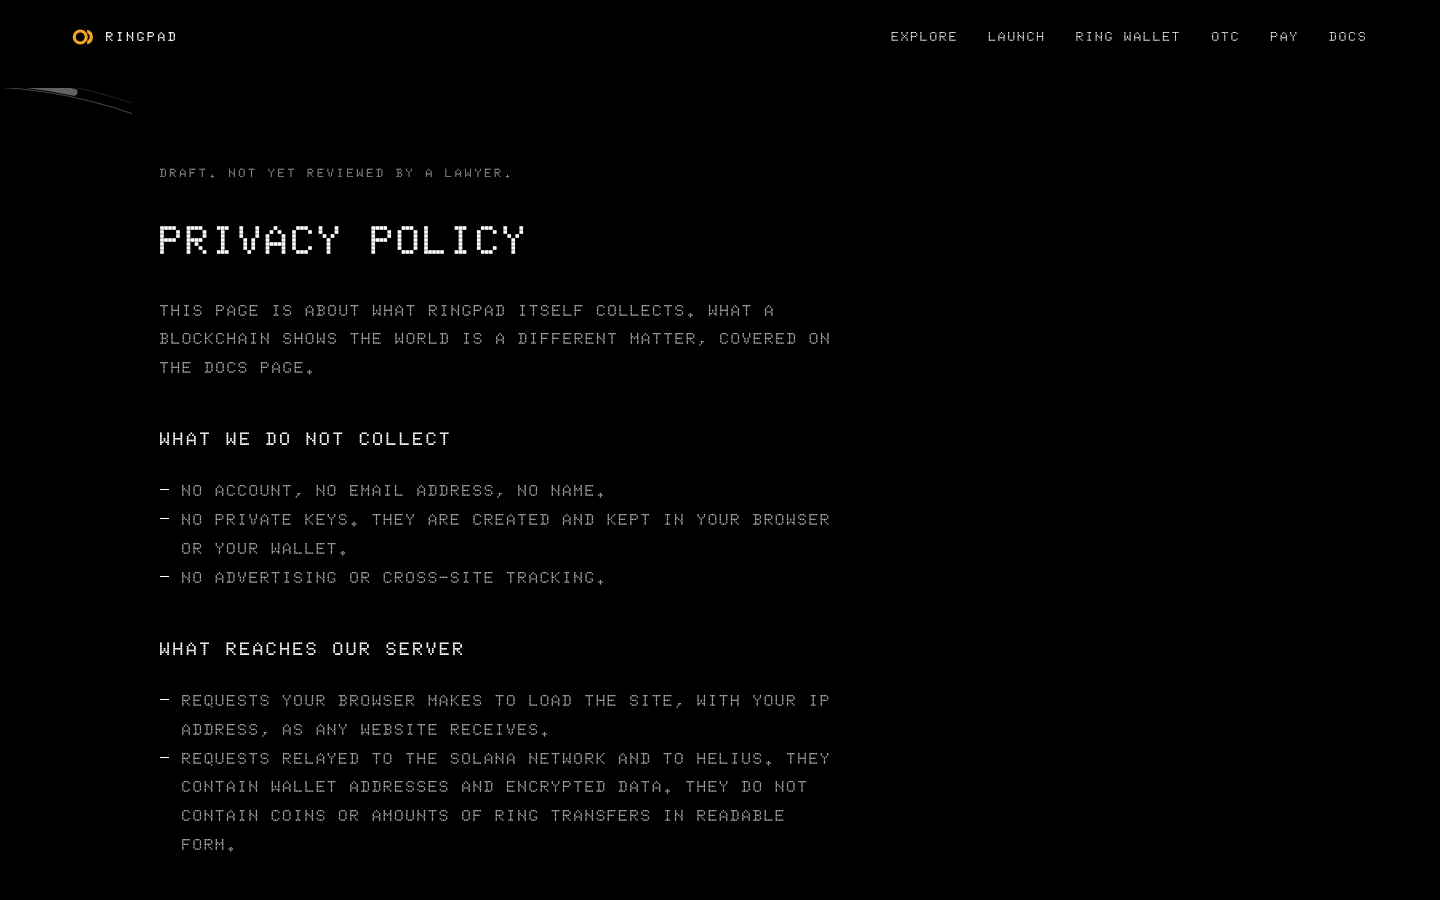 RINGPAD
EXPLORE LAUNCH RING WALLET OTC PAY DOCS
DRAFT. NOT YET REVIEWED BY A LAWYER.
PRIVACY POLICY
THIS PAGE IS ABOUT WHAT RINGPAD ITSELF COLLECTS. WHAT A
BLOCKCHAIN SHOWS THE WORLD IS A DIFFERENT MATTER, COVERED ON
THE DOCS PAGE.
WHAT WE DO NOT COLLECT
– NO ACCOUNT, NO EMAIL ADDRESS, NO NAME.
– NO PRIVATE KEYS. THEY ARE CREATED AND KEPT IN YOUR BROWSER
OR YOUR WALLET.
– NO ADVERTISING OR CROSS-SITE TRACKING.
WHAT REACHES OUR SERVER
– REQUESTS YOUR BROWSER MAKES TO LOAD THE SITE, WITH YOUR IP
ADDRESS, AS ANY WEBSITE RECEIVES.
– REQUESTS RELAYED TO THE SOLANA NETWORK AND TO HELIUS. THEY
CONTAIN WALLET ADDRESSES AND ENCRYPTED DATA. THEY DO NOT
CONTAIN COINS OR AMOUNTS OF RING TRANSFERS IN READABLE
FORM.